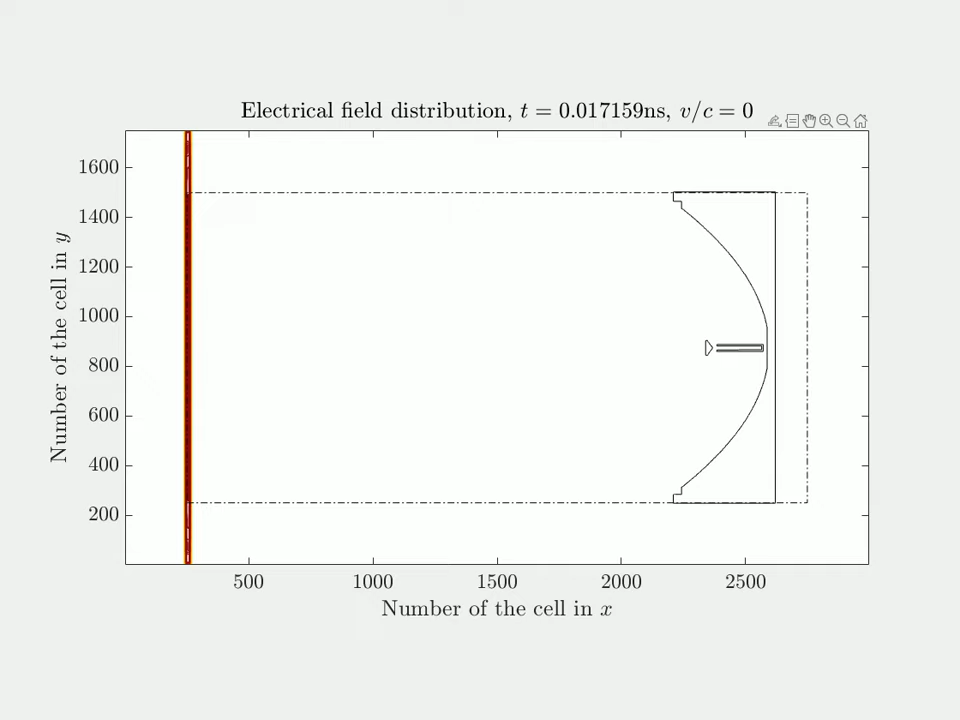 Electrical field distribution, t = 0.017159ns, v/c = 0
1600
1400
1200
1000
800
600
400
200
Number of the cell in y
500 1000 1500 2000 2500
Number of the cell in x